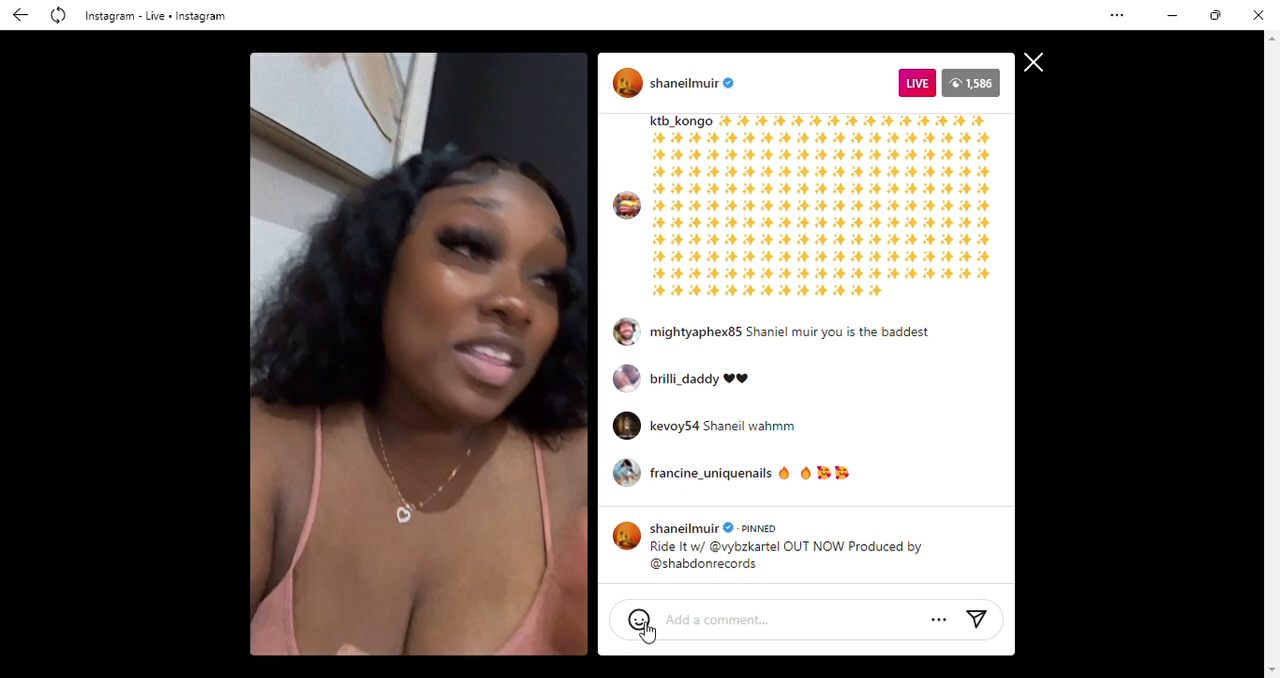 Instagram - Live • Instagram
shaneilmuir
LIVE 1,586
ktb_kongo ✨✨✨✨✨✨✨✨✨✨✨✨✨✨✨
✨✨✨✨✨✨✨✨✨✨✨✨✨✨✨✨✨✨✨
✨✨✨✨✨✨✨✨✨✨✨✨✨✨✨✨✨✨✨
✨✨✨✨✨✨✨✨✨✨✨✨✨✨✨✨✨✨✨
✨✨✨✨✨✨✨✨✨✨✨✨✨✨✨✨✨✨✨
✨✨✨✨✨✨✨✨✨✨✨✨✨✨✨✨✨✨✨
✨✨✨✨✨✨✨✨✨✨✨✨✨✨✨✨✨✨✨
✨✨✨✨✨✨✨✨✨✨✨✨✨✨✨✨✨✨✨
✨✨✨✨✨✨✨✨✨✨✨✨✨✨✨✨✨✨✨
✨✨✨✨✨✨✨✨✨✨✨✨✨✨✨✨✨✨✨
✨✨✨✨✨✨✨✨✨✨✨✨✨
mightyaphex85 Shaniel muir you is the baddest
brilli_daddy 🖤🖤
kevoy54 Shaneil wahmm
francine_uniquenails 🔥 🔥 🥰🥰
shaneilmuir · PINNED
Ride It w/ @vybzkartel OUT NOW Produced by
@shabdonrecords
Add a comment...